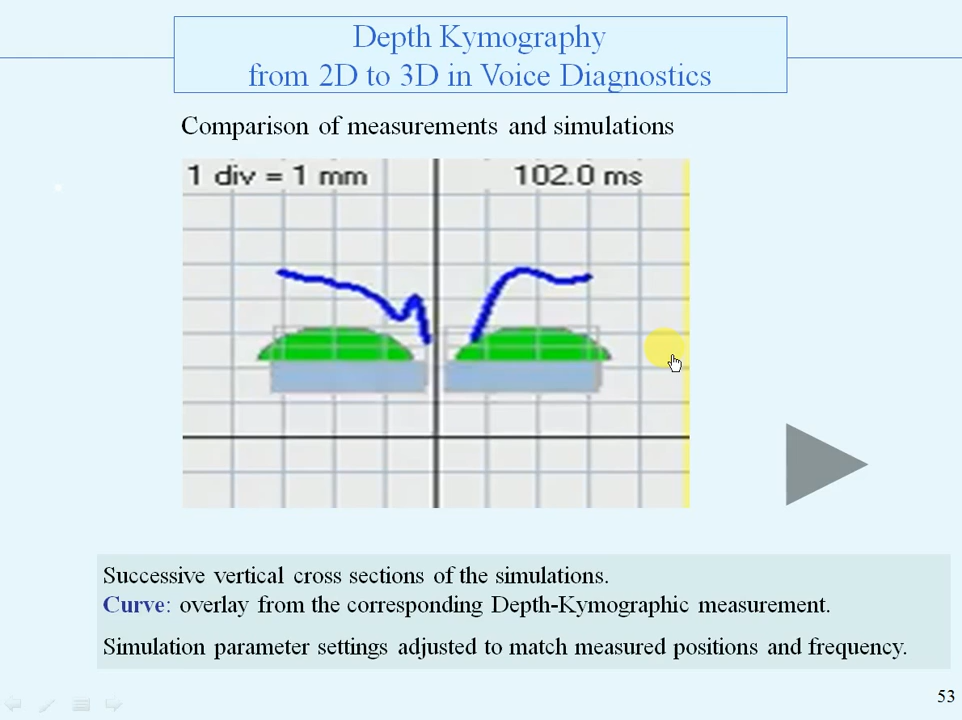 Depth Kymography
from 2D to 3D in Voice Diagnostics
Comparison of measurements and simulations
1 div = 1 mm 102.0 ms
Successive vertical cross sections of the simulations.
Curve: overlay from the corresponding Depth-Kymographic measurement.
Simulation parameter settings adjusted to match measured positions and frequency.
53